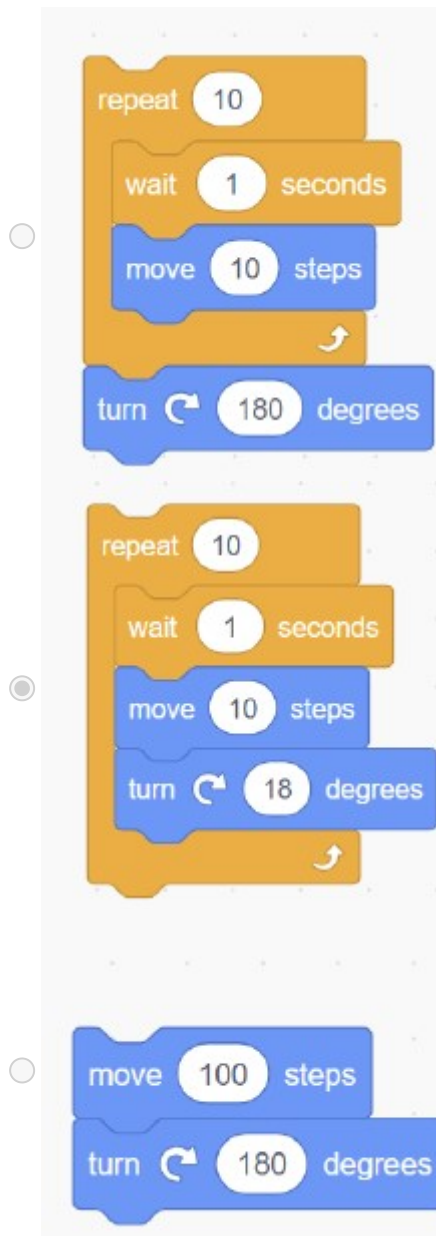 repeat 10
wait 1 seconds
move 10 steps
turn 180 degrees
repeat 10
wait 1 seconds
move 10 steps
turn 18 degrees
move 100 steps
turn 180 degrees